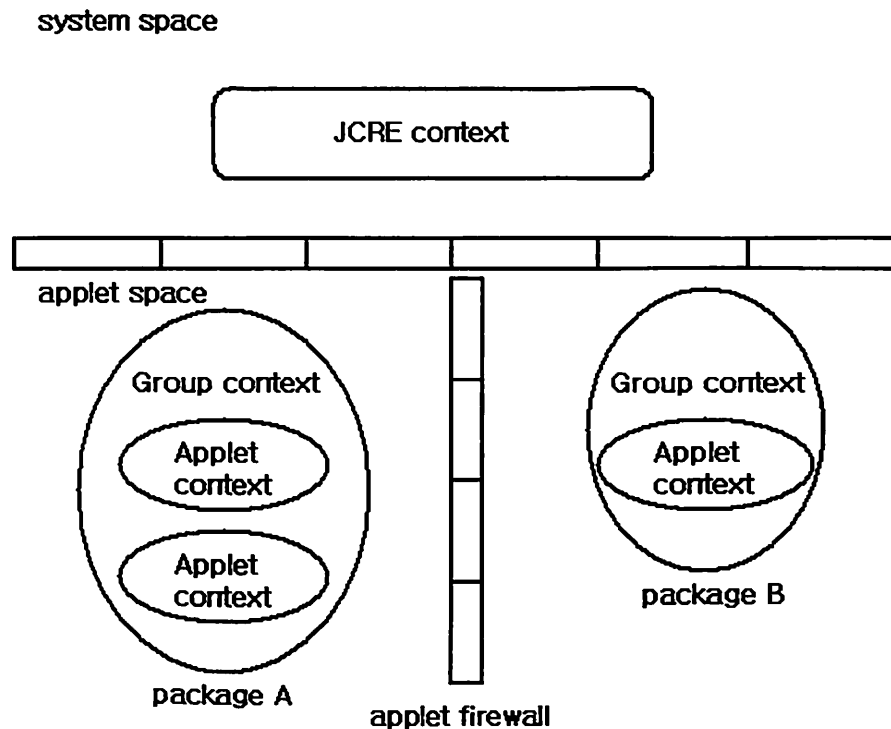 system space
JCRE context
applet space
Group context
Applet
context
Applet
context
package A
applet firewall
Group context
Applet
context
package B